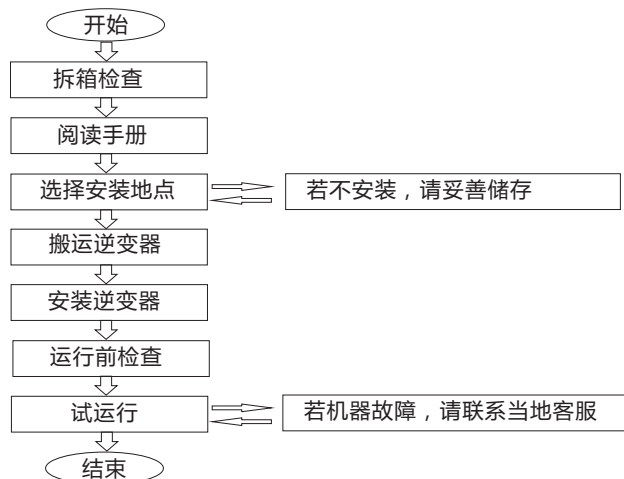 开始
拆箱检查
阅读手册
选择安装地点
若不安装，请妥善储存
搬运逆变器
安装逆变器
运行前检查
试运行
若机器故障，请联系当地客服
结束